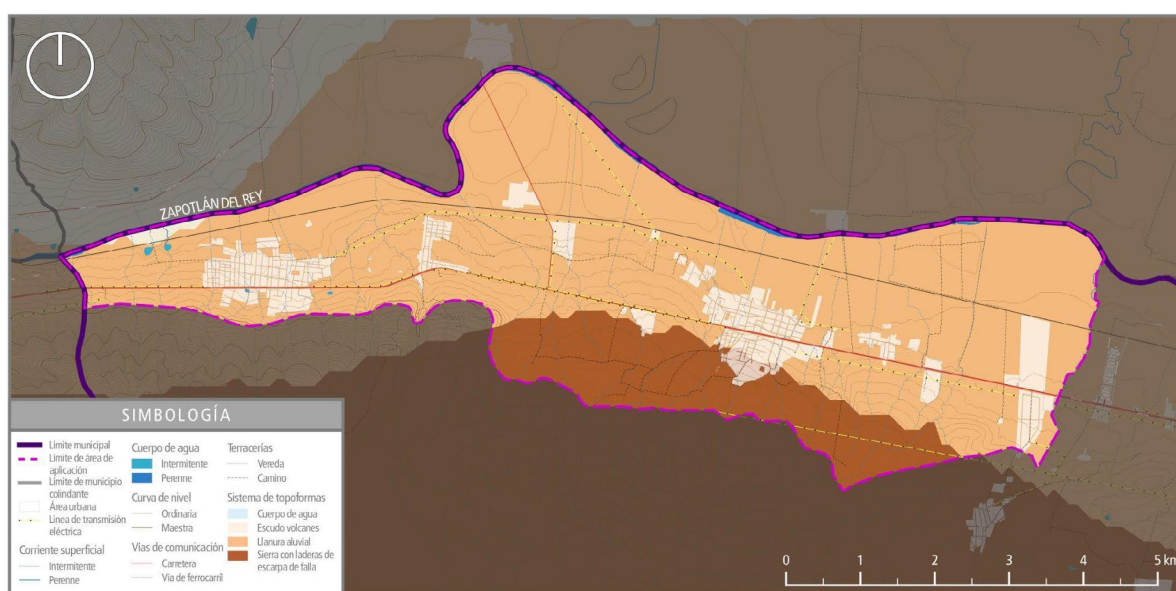 ZAPOTLÁN DEL REY
SIMBOLOGÍA
Límite municipal
Límite de área de
aplicación
Límite de municipio
colindante
Área urbana
Linea de transmisión
eléctrica
Corriente superficial
Intermitente
Perenne
Cuerpo de agua
Intermitente
Perenne
Curva de nivel
Ordinaria
Maestra
Vías de comunicación
Carretera
Vía de ferrocarril
Terracerías
Vereda
Camino
Sistema de topoformas
Cuerpo de agua
Escudo volcanes
Llanura aluvial
Sierra con laderas de
escarpa de falla
0 1 2 3 4 5 km